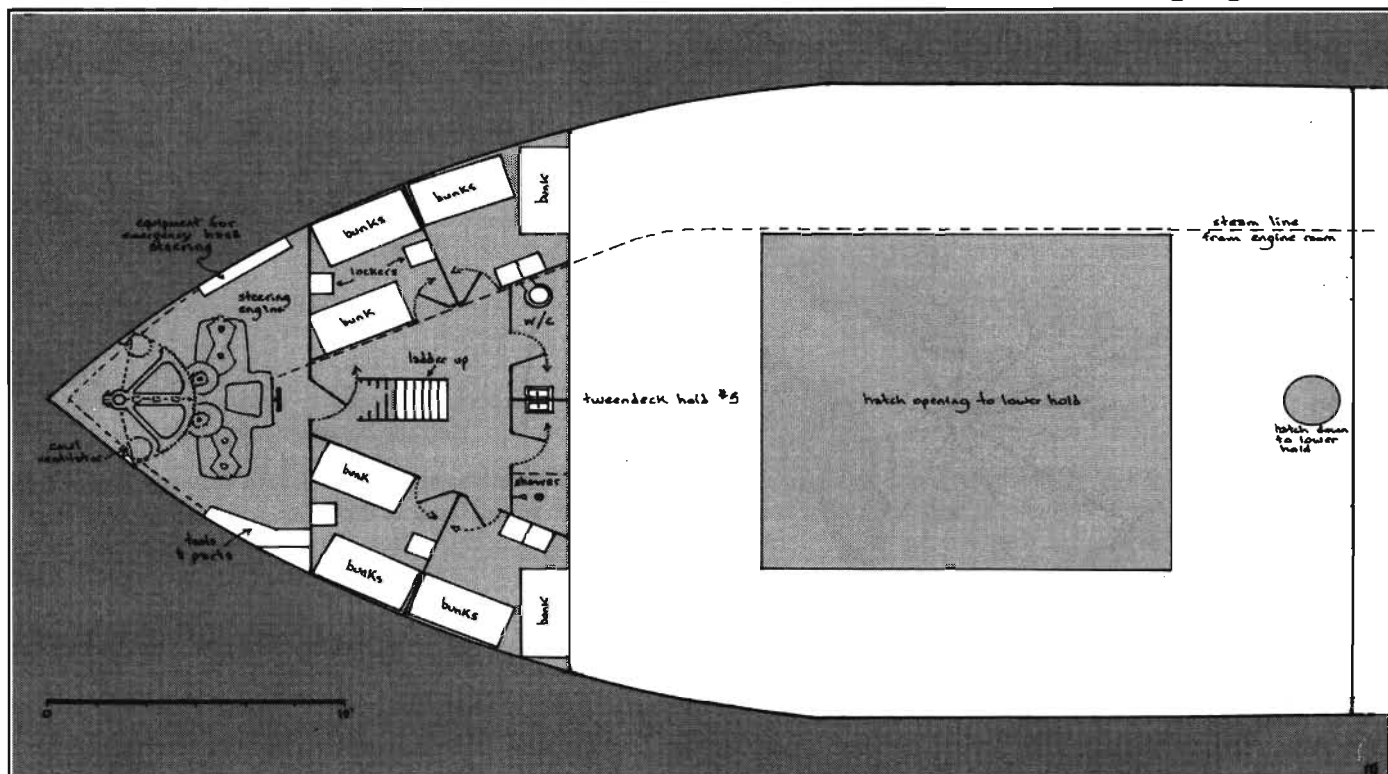 bunks
bunk
bunks
equipment for
emergency hand
steering
steam line
from engine room
lockers
steering
engine
bunk
w/c
ladder up
tweendeck hold #5
hatch opening to lower hold
hatch down
to lower
hold
cowl
ventilator
bunk
shower
tools
& parts
bunks
bunks
bunk
0
10'